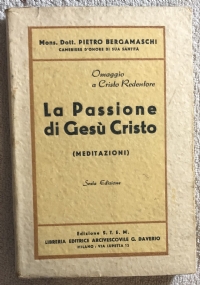 Mons. Dott. PIETRO BERGAMASCHI
CAMERIERE D'ONORE DI SUA SANTITÀ
Omaggio
a Cristo Redentore
La Passione
di Gesù Cristo
(MEDITAZIONI)
Sesta Edizione
Edizione S. T. E. M.
LIBRERIA EDITRICE ARCIVESCOVILE G. DAVERIO
MILANO / VIA LUPETTA 12